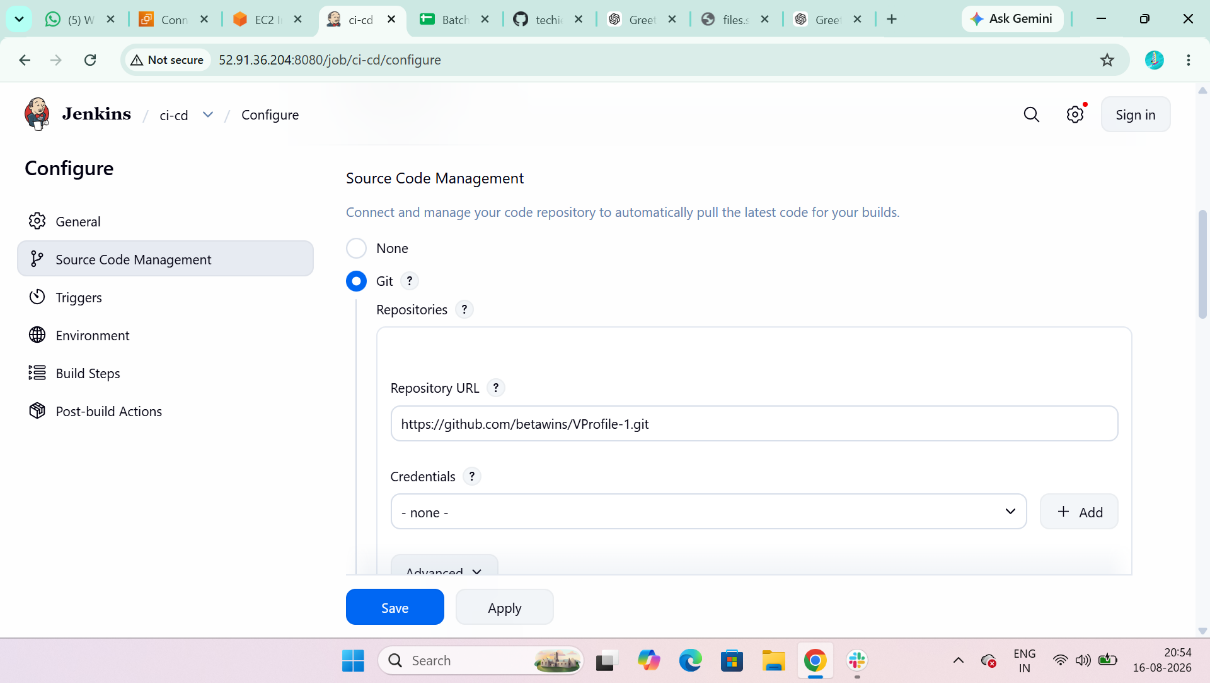 (5) W
Conn
EC2 I
ci-cd
Batch
techie
Greet
files.s
Greet
Ask Gemini
Not secure
52.91.36.204:8080/job/ci-cd/configure
Jenkins / ci-cd / Configure
Sign in
Configure
General
Source Code Management
Triggers
Environment
Build Steps
Post-build Actions
Source Code Management
Connect and manage your code repository to automatically pull the latest code for your builds.
None
Git ?
Repositories ?
Repository URL ?
https://github.com/betawins/VProfile-1.git
Credentials ?
- none -
+ Add
Advanced
Save
Apply
Search
ENG
IN
20:54
16-08-2026